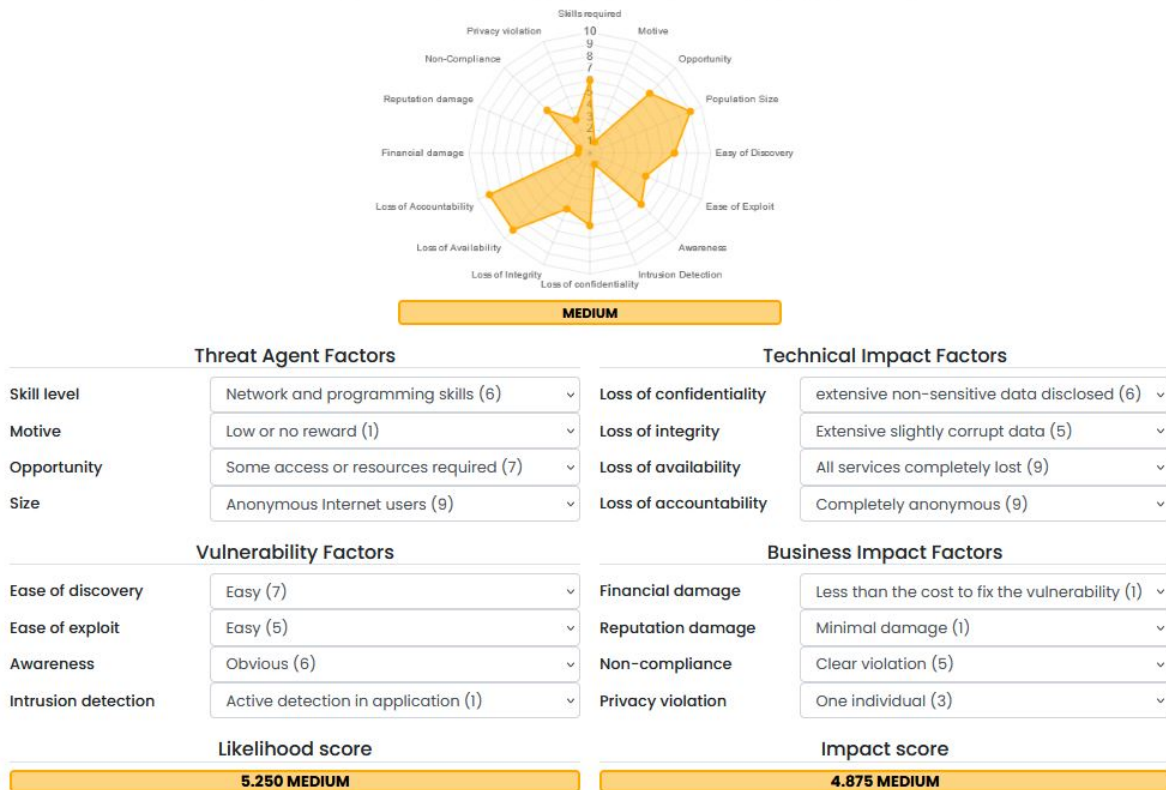 Skills required
Privacy violation
Motive
Non-Compliance
Opportunity
Reputation damage
Population Size
Financial damage
Easy of Discovery
Loss of Accountability
Ease of Exploit
Loss of Availability
Awareness
Loss of Integrity
Intrusion Detection
Loss of confidentiality
10
9
8
7
5
4
3
2
1
MEDIUM
Threat Agent Factors
Skill level Network and programming skills (6)
Motive Low or no reward (1)
Opportunity Some access or resources required (7)
Size Anonymous Internet users (9)
Technical Impact Factors
Loss of confidentiality extensive non-sensitive data disclosed (6)
Loss of integrity Extensive slightly corrupt data (5)
Loss of availability All services completely lost (9)
Loss of accountability Completely anonymous (9)
Vulnerability Factors
Ease of discovery Easy (7)
Ease of exploit Easy (5)
Awareness Obvious (6)
Intrusion detection Active detection in application (1)
Business Impact Factors
Financial damage Less than the cost to fix the vulnerability (1)
Reputation damage Minimal damage (1)
Non-compliance Clear violation (5)
Privacy violation One individual (3)
Likelihood score
5.250 MEDIUM
Impact score
4.875 MEDIUM